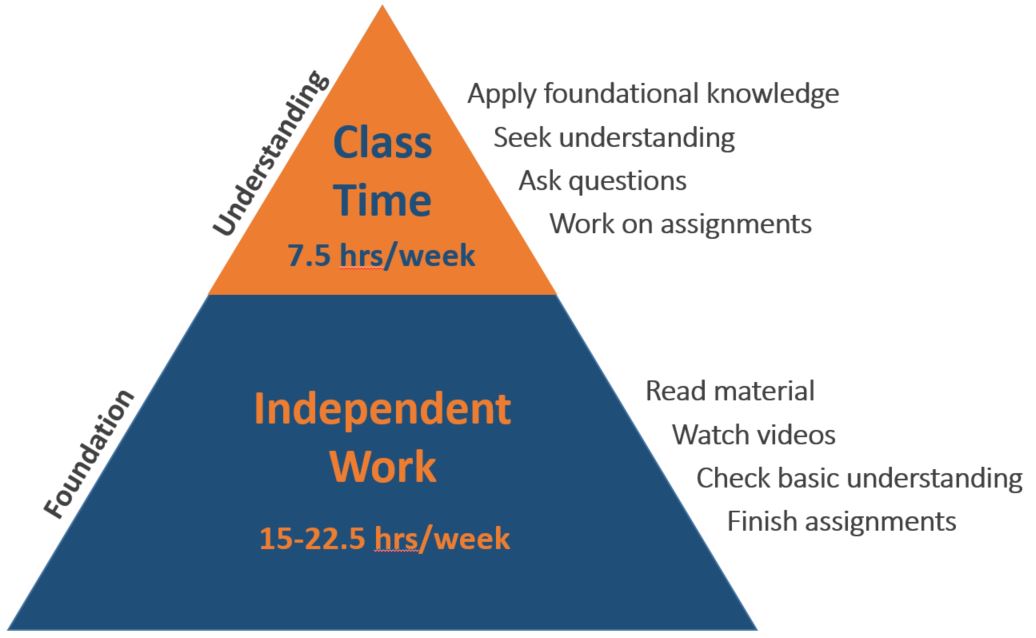 Understanding
Class
Time
7.5 hrs/week
Apply foundational knowledge
Seek understanding
Ask questions
Work on assignments
Foundation
Independent
Work
15-22.5 hrs/week
Read material
Watch videos
Check basic understanding
Finish assignments